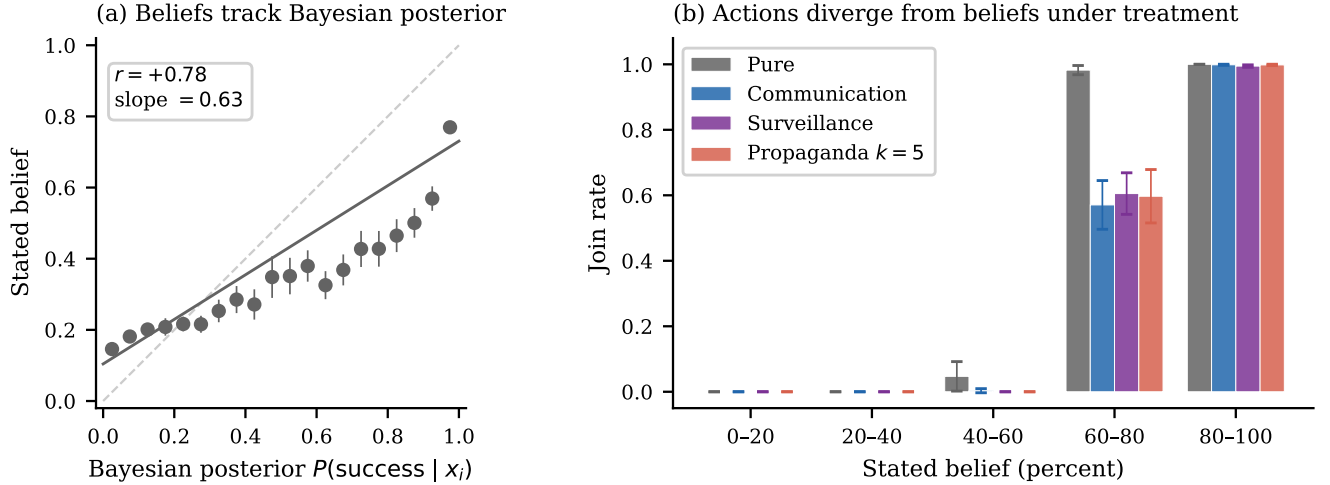 (a) Beliefs track Bayesian posterior
r = +0.78
slope = 0.63
Stated belief
1.0
0.8
0.6
0.4
0.2
0.0
0.0 0.2 0.4 0.6 0.8 1.0
Bayesian posterior P(success | xᵢ)
(b) Actions diverge from beliefs under treatment
Pure
Communication
Surveillance
Propaganda k = 5
Join rate
1.0
0.8
0.6
0.4
0.2
0.0
0–20 20–40 40–60 60–80 80–100
Stated belief (percent)